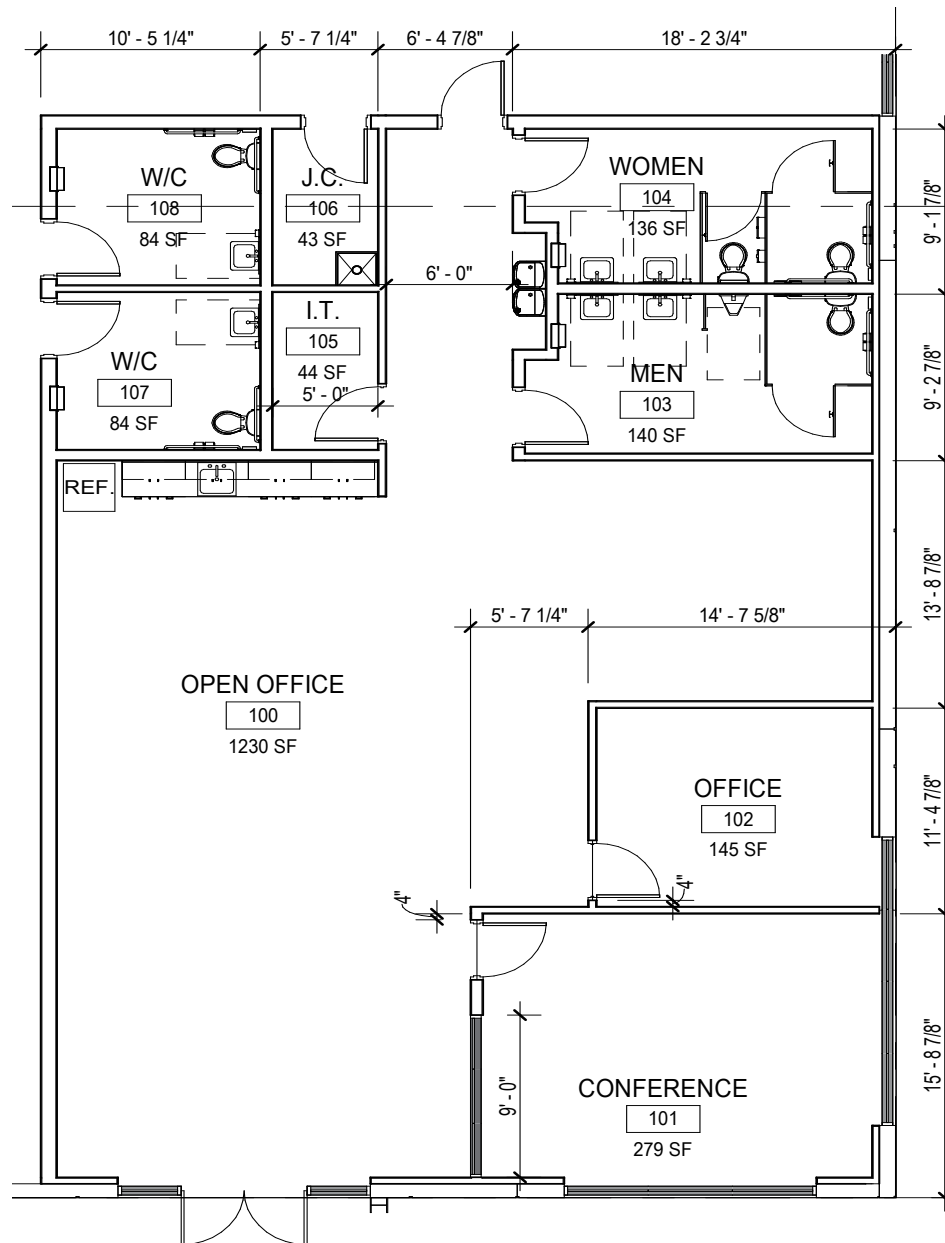 10' - 5 1/4"
5' - 7 1/4"
6' - 4 7/8"
18' - 2 3/4"
W/C
108
84 SF
J.C.
106
43 SF
WOMEN
104
136 SF
9' - 1 7/8"
6' - 0"
I.T.
105
44 SF
5' - 0"
W/C
107
84 SF
MEN
103
140 SF
9' - 2 7/8"
REF.
13' - 8 7/8"
5' - 7 1/4"
14' - 7 5/8"
OPEN OFFICE
100
1230 SF
OFFICE
102
145 SF
11' - 4 7/8"
4"
4"
9' - 0"
CONFERENCE
101
279 SF
15' - 8 7/8"